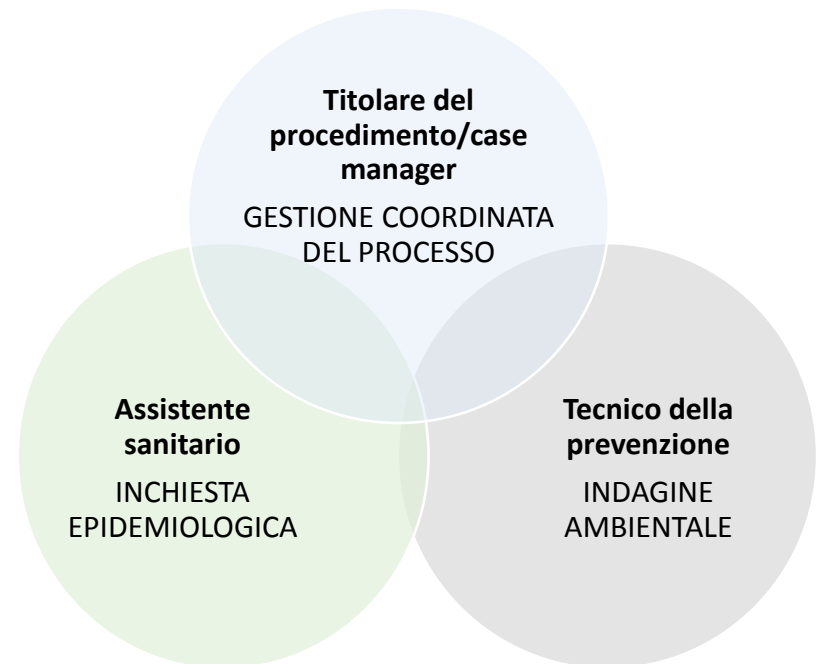 Titolare del
procedimento/case
manager
GESTIONE COORDINATA
DEL PROCESSO
Assistente
sanitario
INCHIESTA
EPIDEMIOLOGICA
Tecnico della
prevenzione
INDAGINE
AMBIENTALE